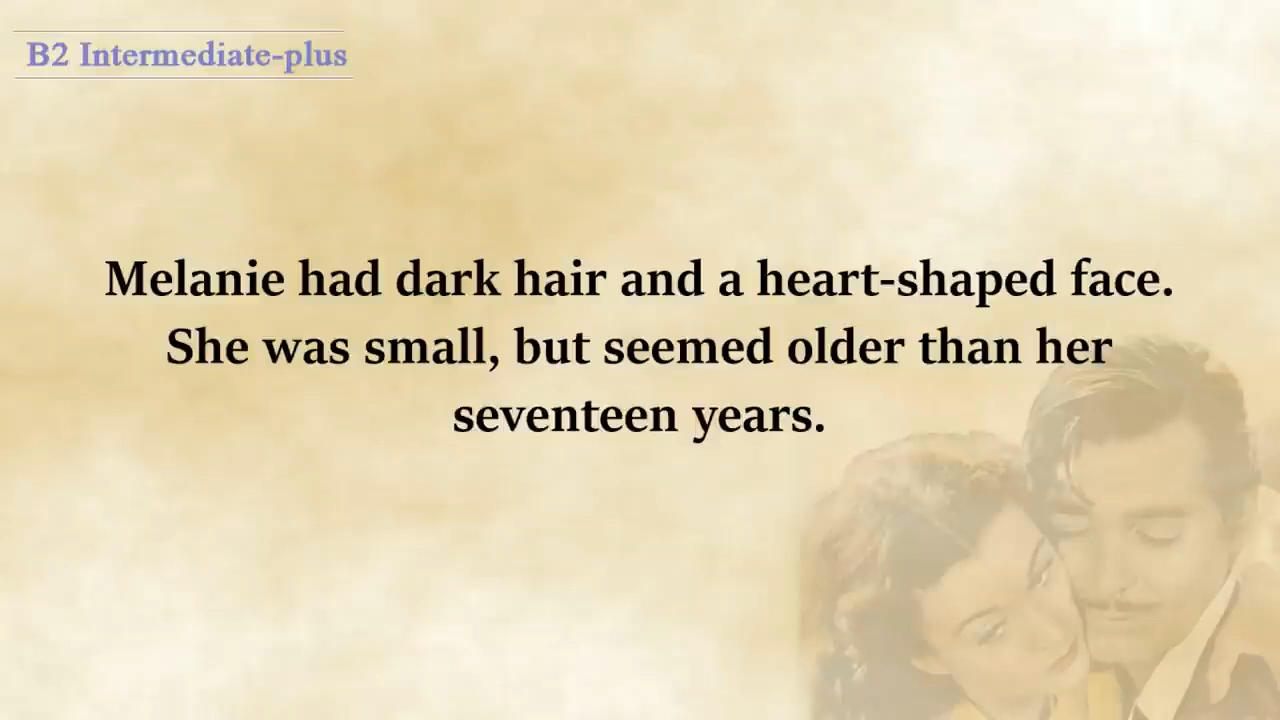 B2 Intermediate-plus
Melanie had dark hair and a heart-shaped face.
She was small, but seemed older than her
seventeen years.